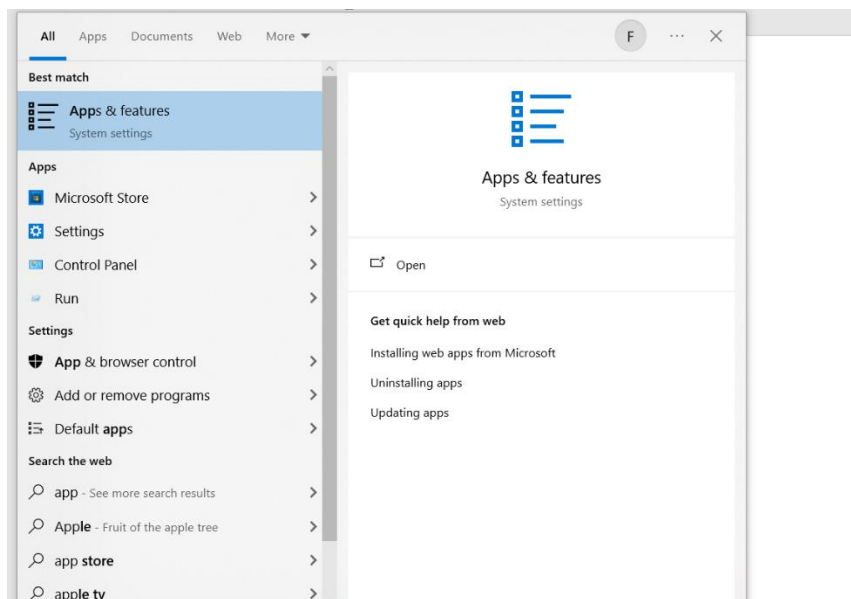 All Apps Documents Web More F ···
Best match
Apps & features
System settings
Apps
Microsoft Store
Settings
Control Panel
Run
Settings
App & browser control
Add or remove programs
Default apps
Search the web
app - See more search results
Apple - Fruit of the apple tree
app store
apple tv
Apps & features
System settings
Open
Get quick help from web
Installing web apps from Microsoft
Uninstalling apps
Updating apps